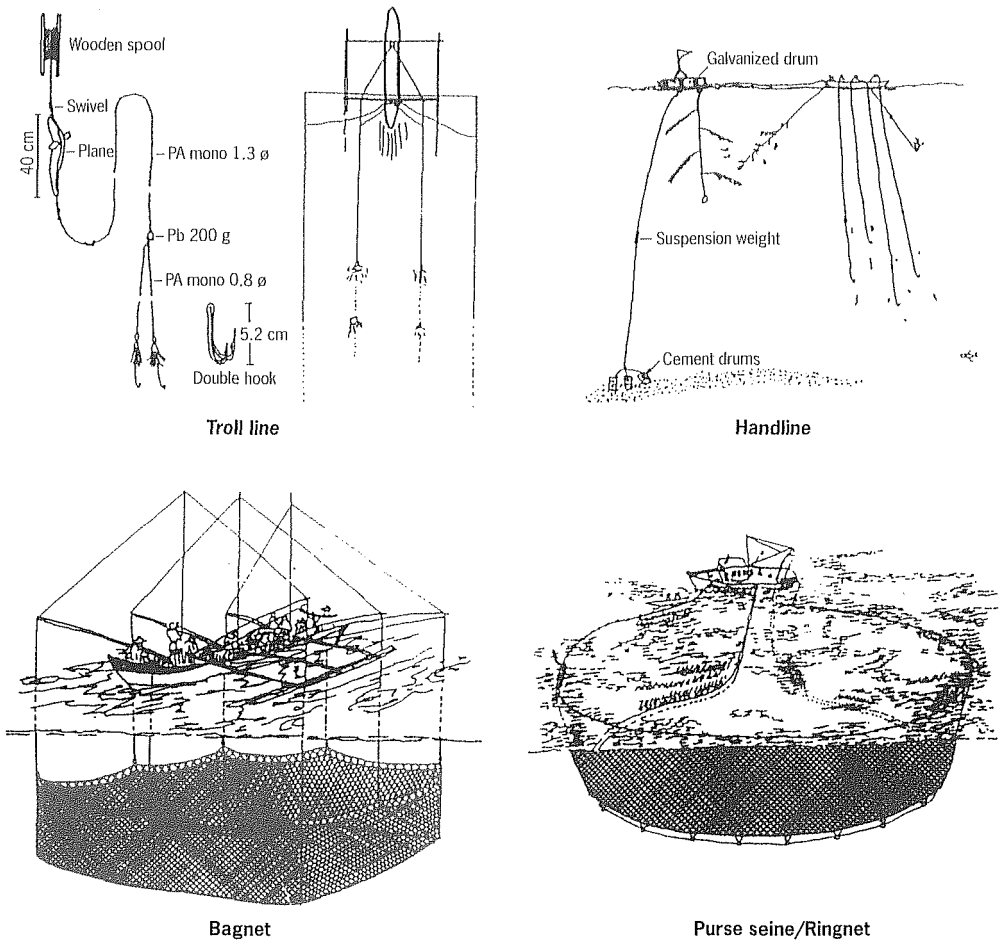 Wooden spool
Swivel
Plane
40 cm
PA mono 1.3 ø
Pb 200 g
PA mono 0.8 ø
5.2 cm
Double hook
Troll line
Galvanized drum
Suspension weight
Cement drums
Handline
Bagnet
Purse seine/Ringnet